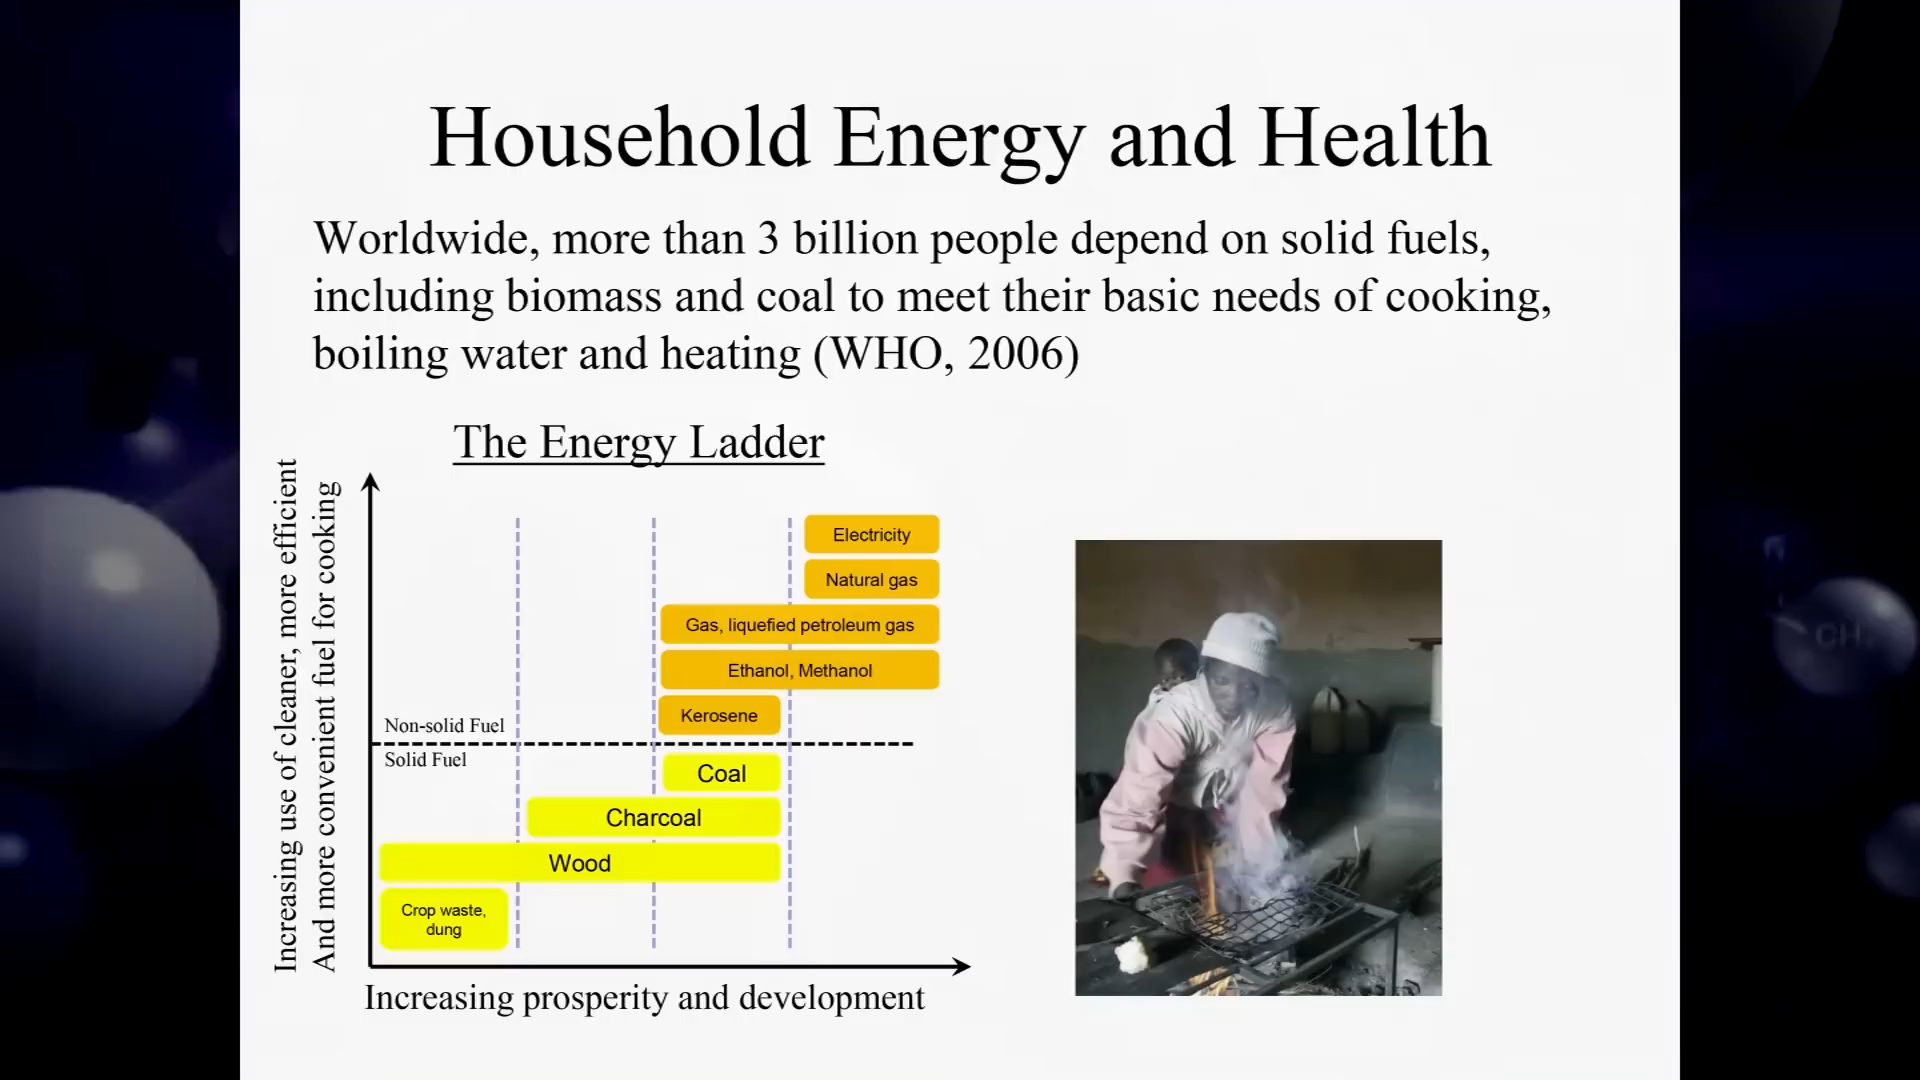 Household Energy and Health
Worldwide, more than 3 billion people depend on solid fuels,
including biomass and coal to meet their basic needs of cooking,
boiling water and heating (WHO, 2006)
The Energy Ladder
Increasing use of cleaner, more efficient
And more convenient fuel for cooking
Electricity
Natural gas
Gas, liquefied petroleum gas
Ethanol, Methanol
Kerosene
Non-solid Fuel
Solid Fuel
Coal
Charcoal
Wood
Crop waste,
dung
Increasing prosperity and development